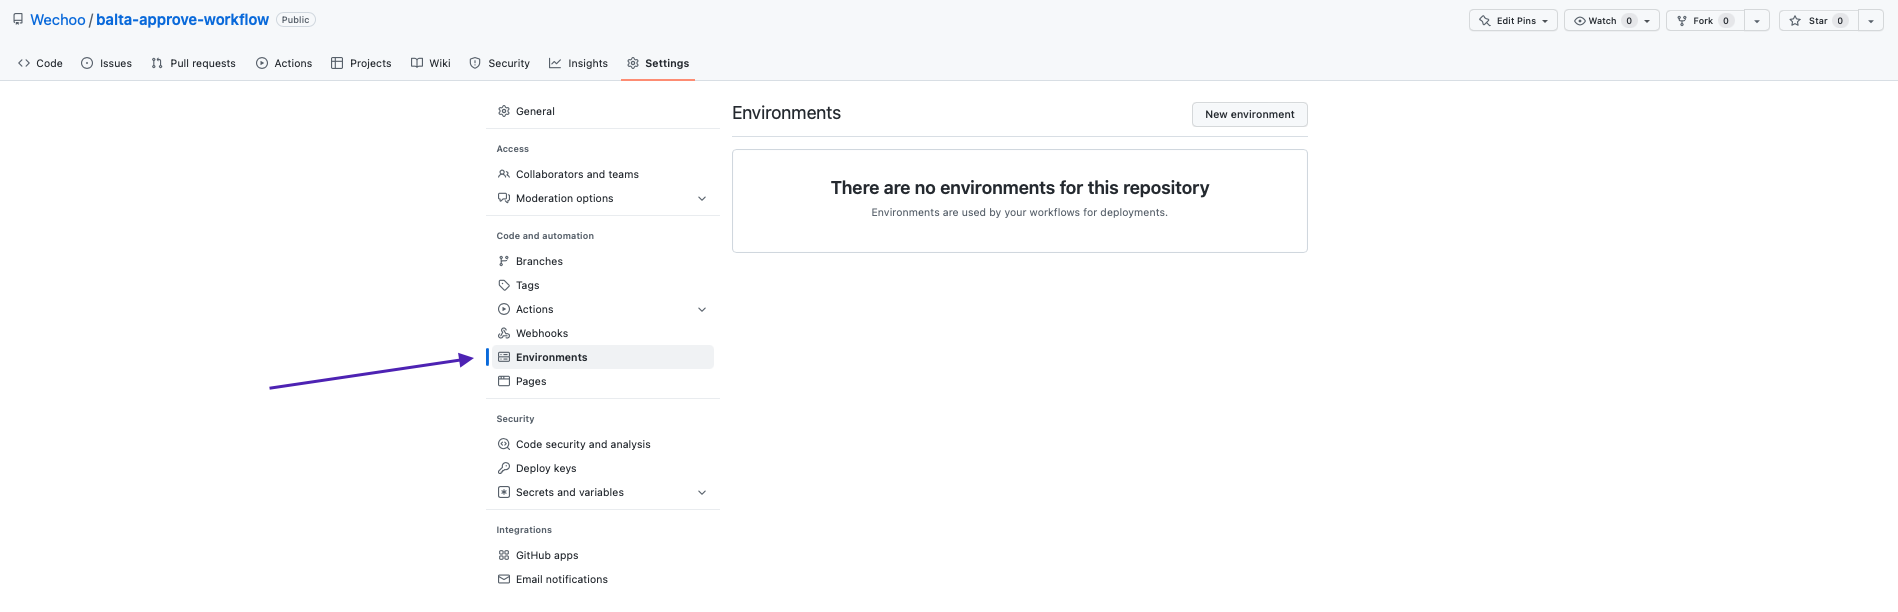 Wechoo / balta-approve-workflow Public
Edit Pins Watch 0 Fork 0 Star 0
Code Issues Pull requests Actions Projects Wiki Security Insights Settings
General
Access
Collaborators and teams
Moderation options
Code and automation
Branches
Tags
Actions
Webhooks
Environments
Pages
Security
Code security and analysis
Deploy keys
Secrets and variables
Integrations
GitHub apps
Email notifications
Environments
New environment
There are no environments for this repository
Environments are used by your workflows for deployments.